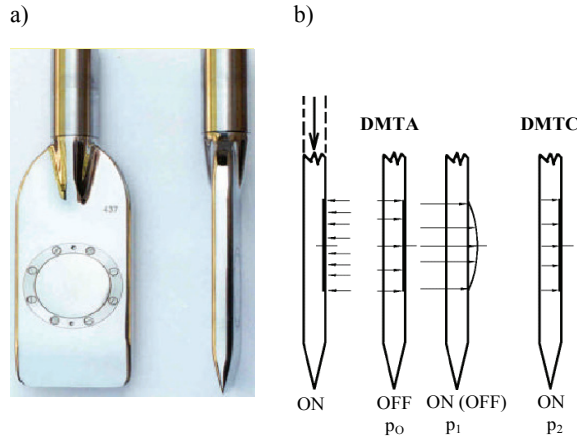 a)
b)
437
DMTA
DMTC
ON
OFF
ON (OFF)
ON
p₀
p₁
p₂